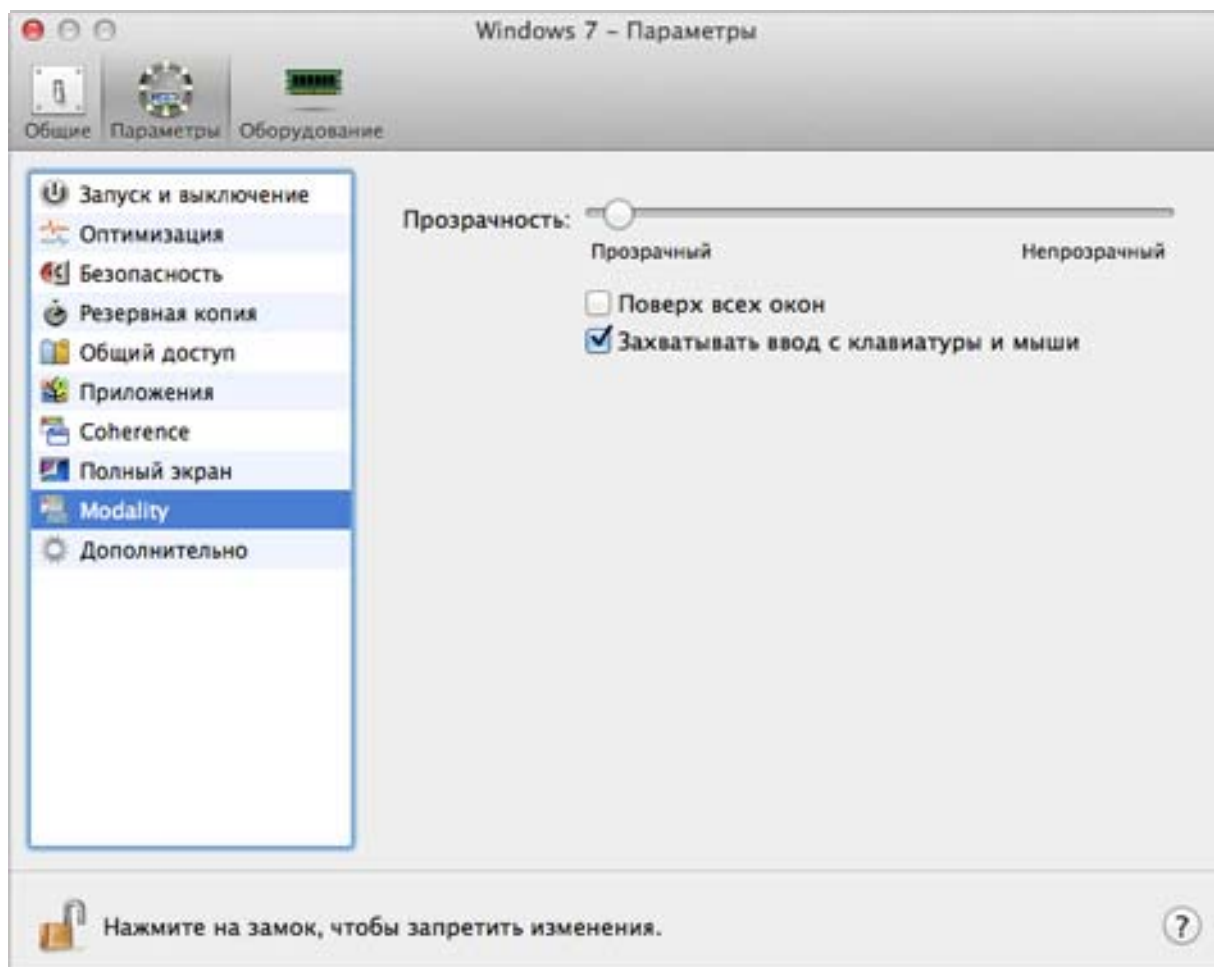 Windows 7 – Параметры
Общие Параметры Оборудование
Запуск и выключение
Оптимизация
Безопасность
Резервная копия
Общий доступ
Приложения
Coherence
Полный экран
Modality
Дополнительно
Прозрачность:
Прозрачный Непрозрачный
Поверх всех окон
Захватывать ввод с клавиатуры и мыши
Нажмите на замок, чтобы запретить изменения.
?